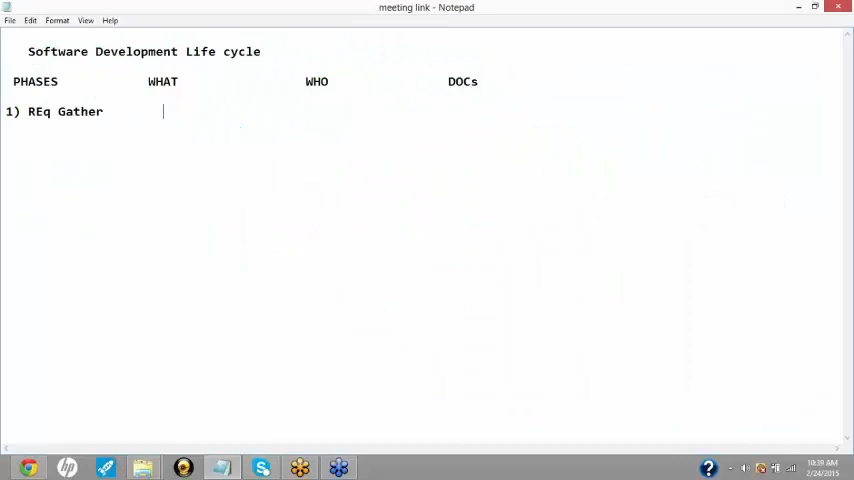 meeting link - Notepad
File Edit Format View Help
Software Development Life cycle
PHASES WHAT WHO DOCs
1) REq Gather
10:39 AM
2/24/2015